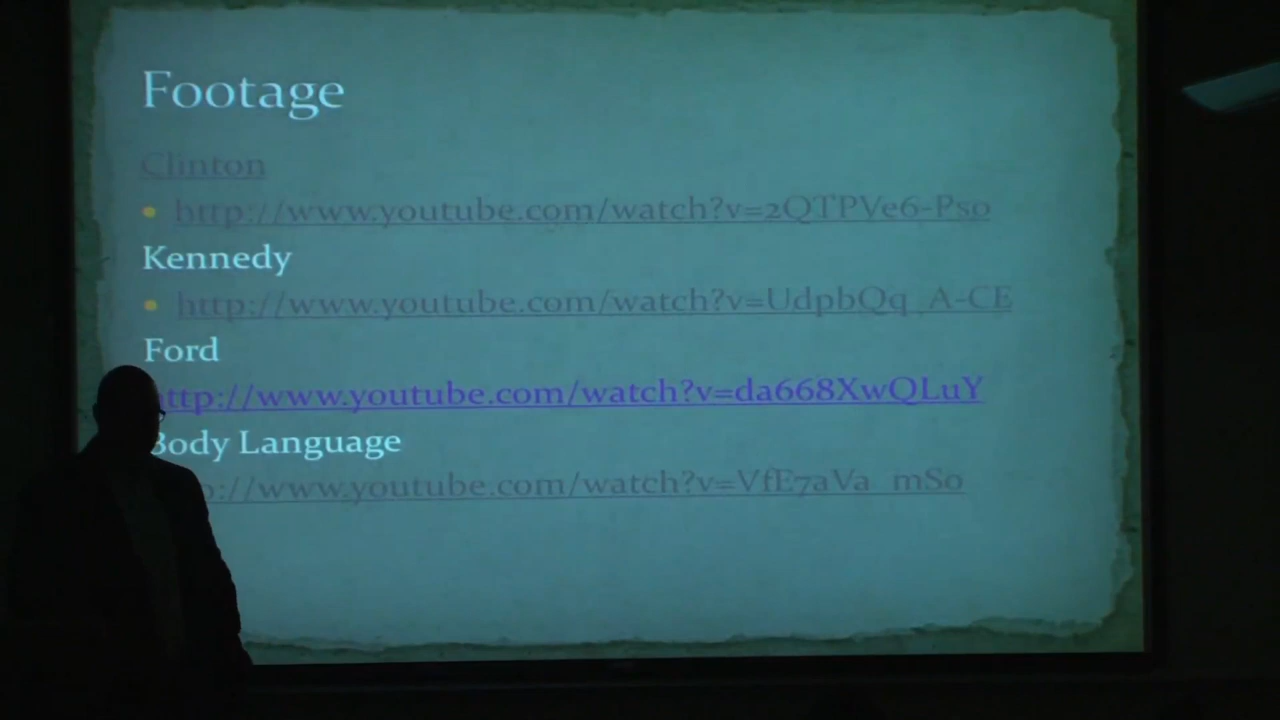 Footage
Clinton
http://www.youtube.com/watch?v=2QTPVe6-Pso
Kennedy
http://www.youtube.com/watch?v=UdpbQq_A-CE
Ford
http://www.youtube.com/watch?v=da668XwQLuY
Body Language
p://www.youtube.com/watch?v=VfE7aVa_mSo